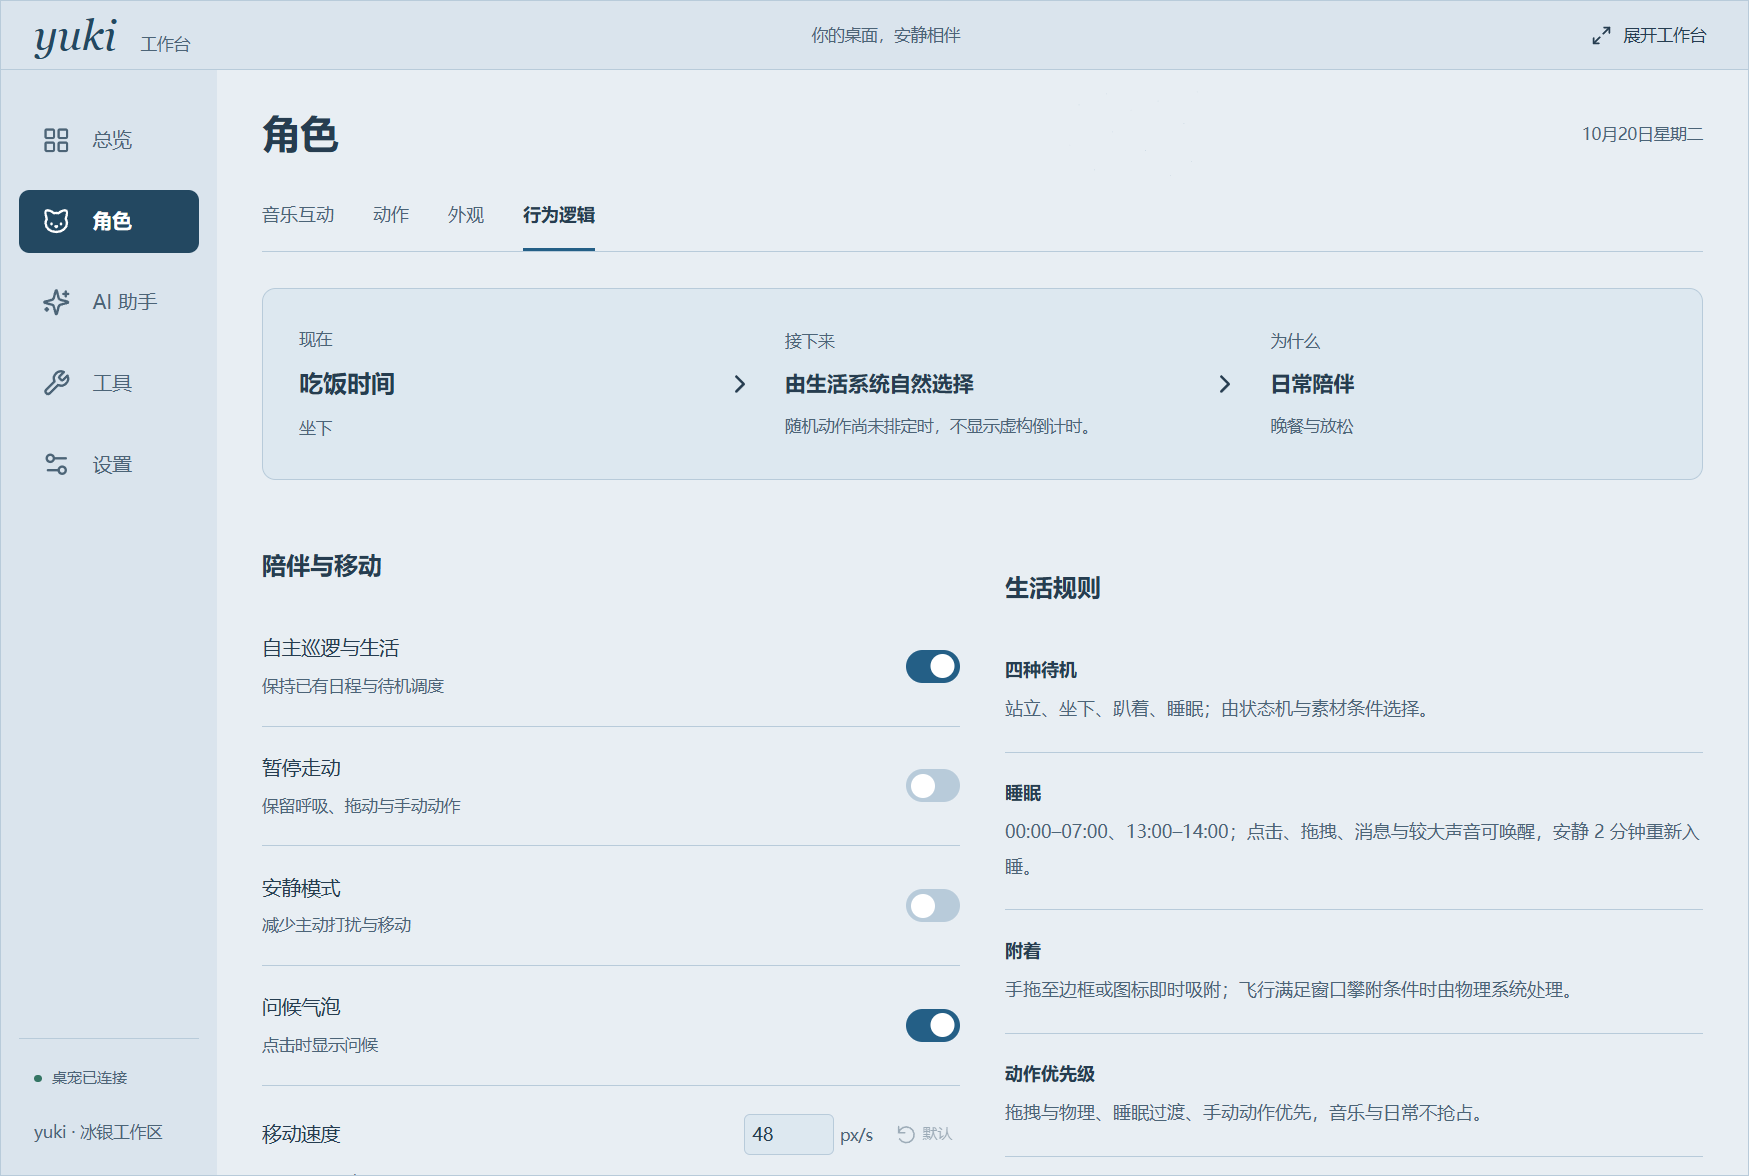 yuki 工作台
你的桌面，安静相伴
展开工作台
总览
角色
AI 助手
工具
设置
桌宠已连接
yuki · 冰银工作区
角色
10月20日星期二
音乐互动 动作 外观 行为逻辑
现在
吃饭时间
坐下
接下来
由生活系统自然选择
随机动作尚未排定时，不显示虚构倒计时。
为什么
日常陪伴
晚餐与放松
陪伴与移动
自主巡逻与生活
保持已有日程与待机调度
暂停走动
保留呼吸、拖动与手动动作
安静模式
减少主动打扰与移动
问候气泡
点击时显示问候
移动速度 48 px/s 默认
生活规则
四种待机
站立、坐下、趴着、睡眠；由状态机与素材条件选择。
睡眠
00:00–07:00、13:00–14:00；点击、拖拽、消息与较大声音可唤醒，安静 2 分钟重新入
睡。
附着
手拖至边框或图标即时吸附；飞行满足窗口攀附条件时由物理系统处理。
动作优先级
拖拽与物理、睡眠过渡、手动动作优先，音乐与日常不抢占。